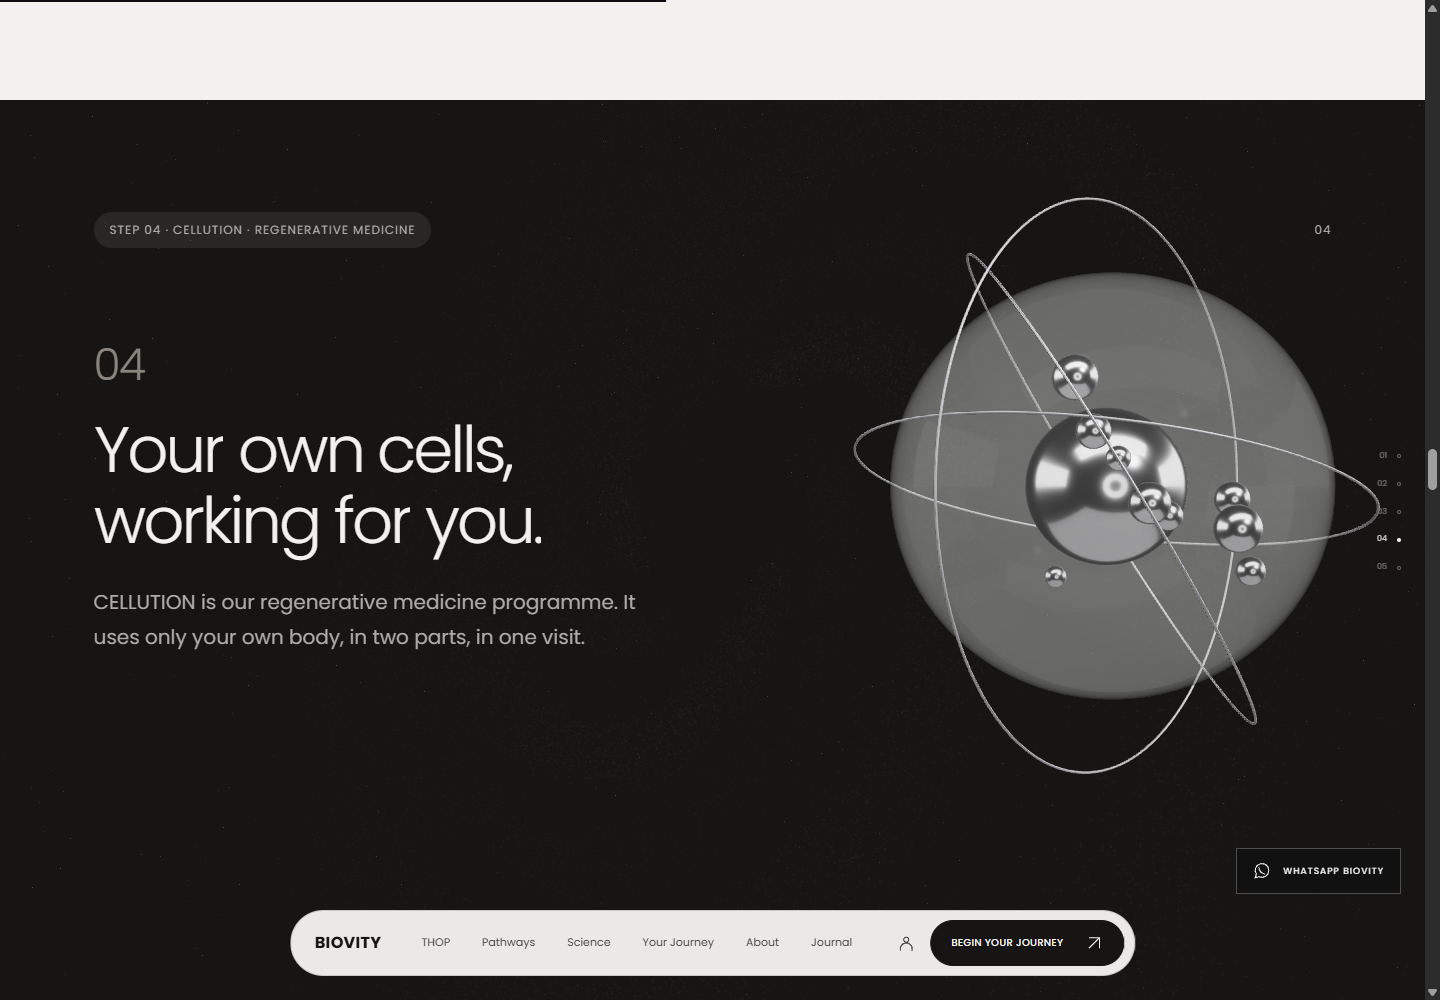 STEP 04 · CELLUTION · REGENERATIVE MEDICINE
04
04
Your own cells,
working for you.
CELLUTION is our regenerative medicine programme. It
uses only your own body, in two parts, in one visit.
01
02
03
04
05
WHATSAPP BIOVITY
BIOVITY THOP Pathways Science Your Journey About Journal BEGIN YOUR JOURNEY